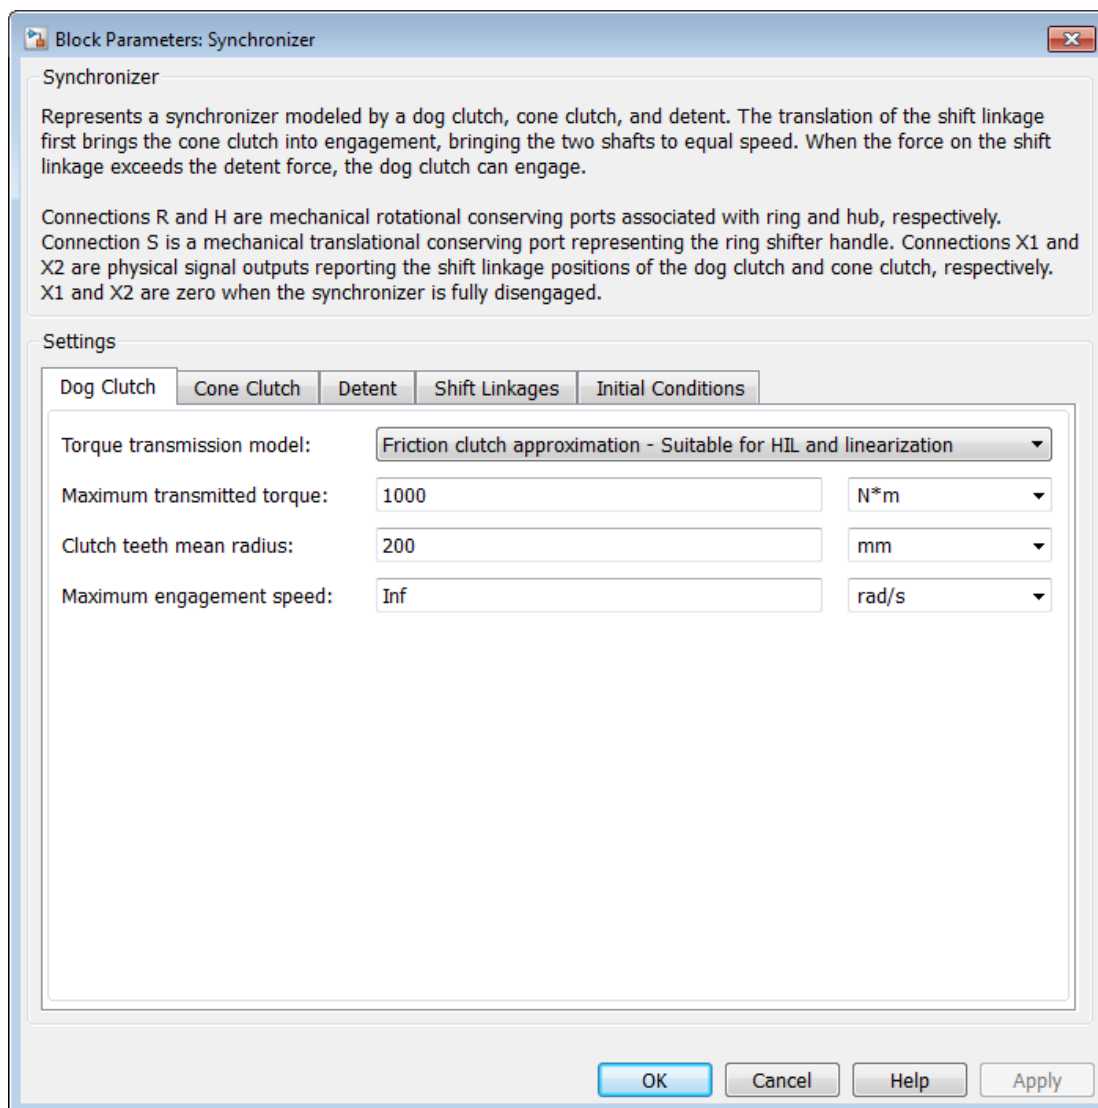 Block Parameters: Synchronizer
Synchronizer
Represents a synchronizer modeled by a dog clutch, cone clutch, and detent. The translation of the shift linkage
first brings the cone clutch into engagement, bringing the two shafts to equal speed. When the force on the shift
linkage exceeds the detent force, the dog clutch can engage.
Connections R and H are mechanical rotational conserving ports associated with ring and hub, respectively.
Connection S is a mechanical translational conserving port representing the ring shifter handle. Connections X1 and
X2 are physical signal outputs reporting the shift linkage positions of the dog clutch and cone clutch, respectively.
X1 and X2 are zero when the synchronizer is fully disengaged.
Settings
Dog Clutch Cone Clutch Detent Shift Linkages Initial Conditions
Torque transmission model: Friction clutch approximation - Suitable for HIL and linearization
Maximum transmitted torque: 1000 N*m
Clutch teeth mean radius: 200 mm
Maximum engagement speed: Inf rad/s
OK Cancel Help Apply